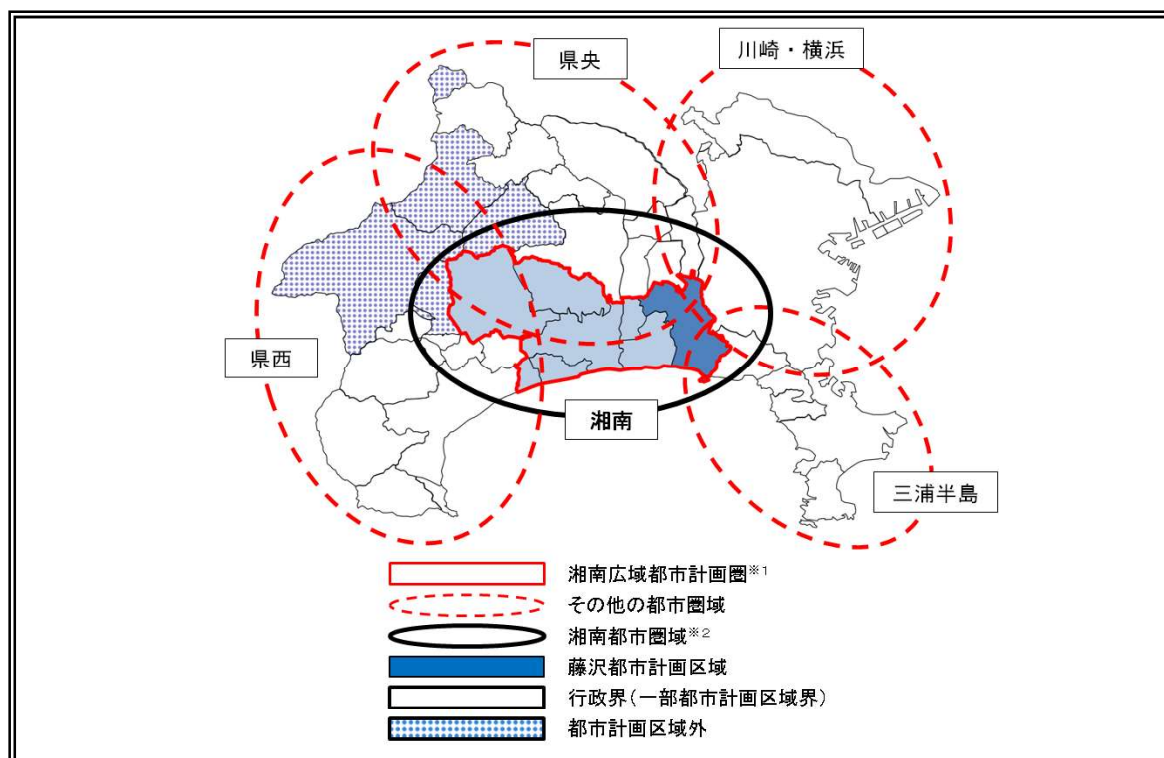 県央
川崎・横浜
県西
湘南
三浦半島
湘南広域都市計画圏※1
その他の都市圏域
湘南都市圏域※2
藤沢都市計画区域
行政界（一部都市計画区域界）
都市計画区域外